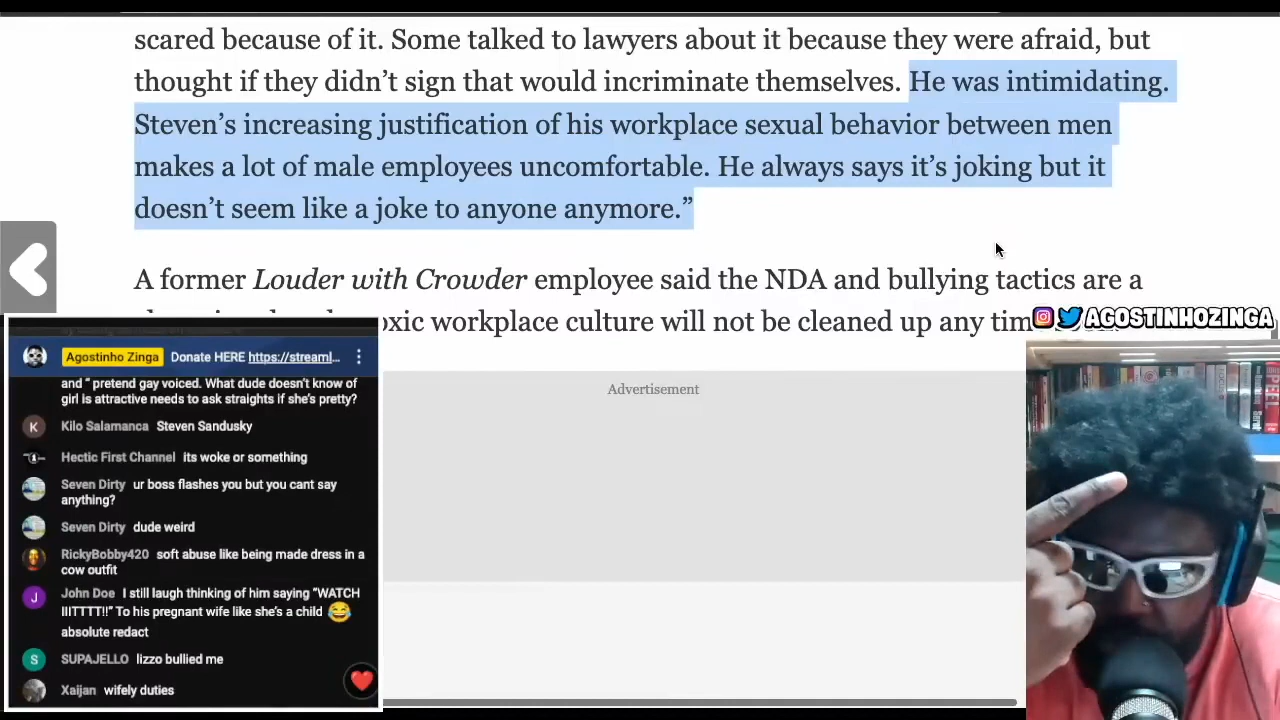 scared because of it. Some talked to lawyers about it because they were afraid, but
thought if they didn’t sign that would incriminate themselves. He was intimidating.
Steven’s increasing justification of his workplace sexual behavior between men
makes a lot of male employees uncomfortable. He always says it’s joking but it
doesn’t seem like a joke to anyone anymore.”
A former Louder with Crowder employee said the NDA and bullying tactics are a
workplace culture will not be cleaned up any
Advertisement
AGOSTINHOZINGA
Agostinho Zinga Donate HERE https://streaml...
and “ pretend gay voiced. What dude doesn't know of
girl is attractive needs to ask straights if she's pretty?
K Kilo Salamanca Steven Sandusky
Hectic First Channel its woke or something
Seven Dirty ur boss flashes you but you cant say
anything?
Seven Dirty dude weird
RickyBobby420 soft abuse like being made dress in a
cow outfit
J John Doe I still laugh thinking of him saying “WATCH
IIITTTT!!” To his pregnant wife like she's a child
absolute redact
S SUPAJELLO lizzo bullied me
Xaijan wifely duties